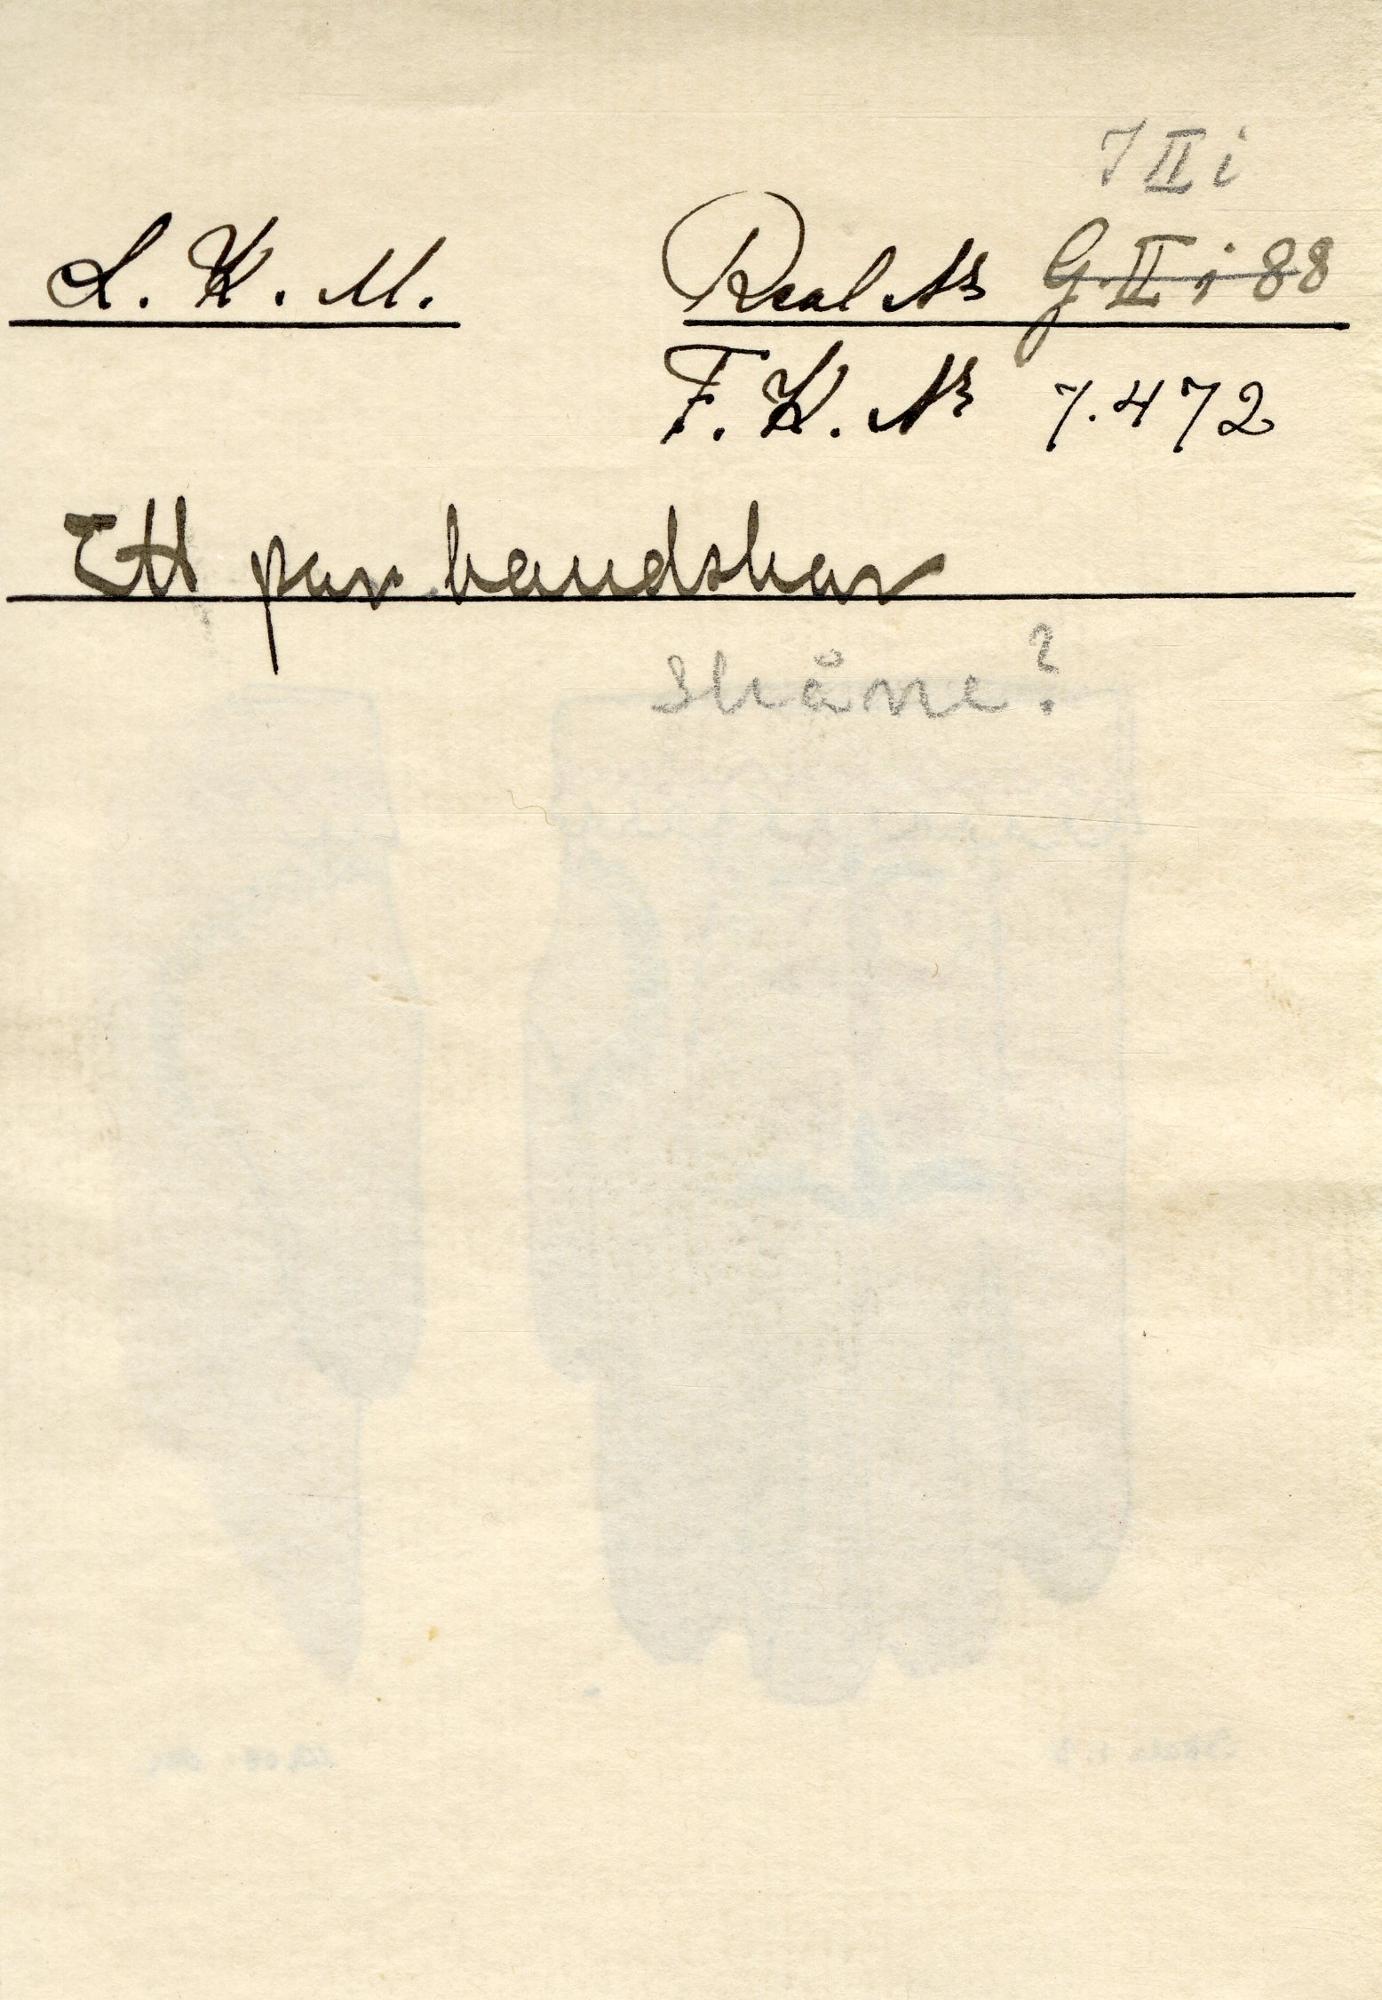 7 II i
L. K. M. Real № G II i 88
F. K. № 7.472
Ett par handskar
Skåne?